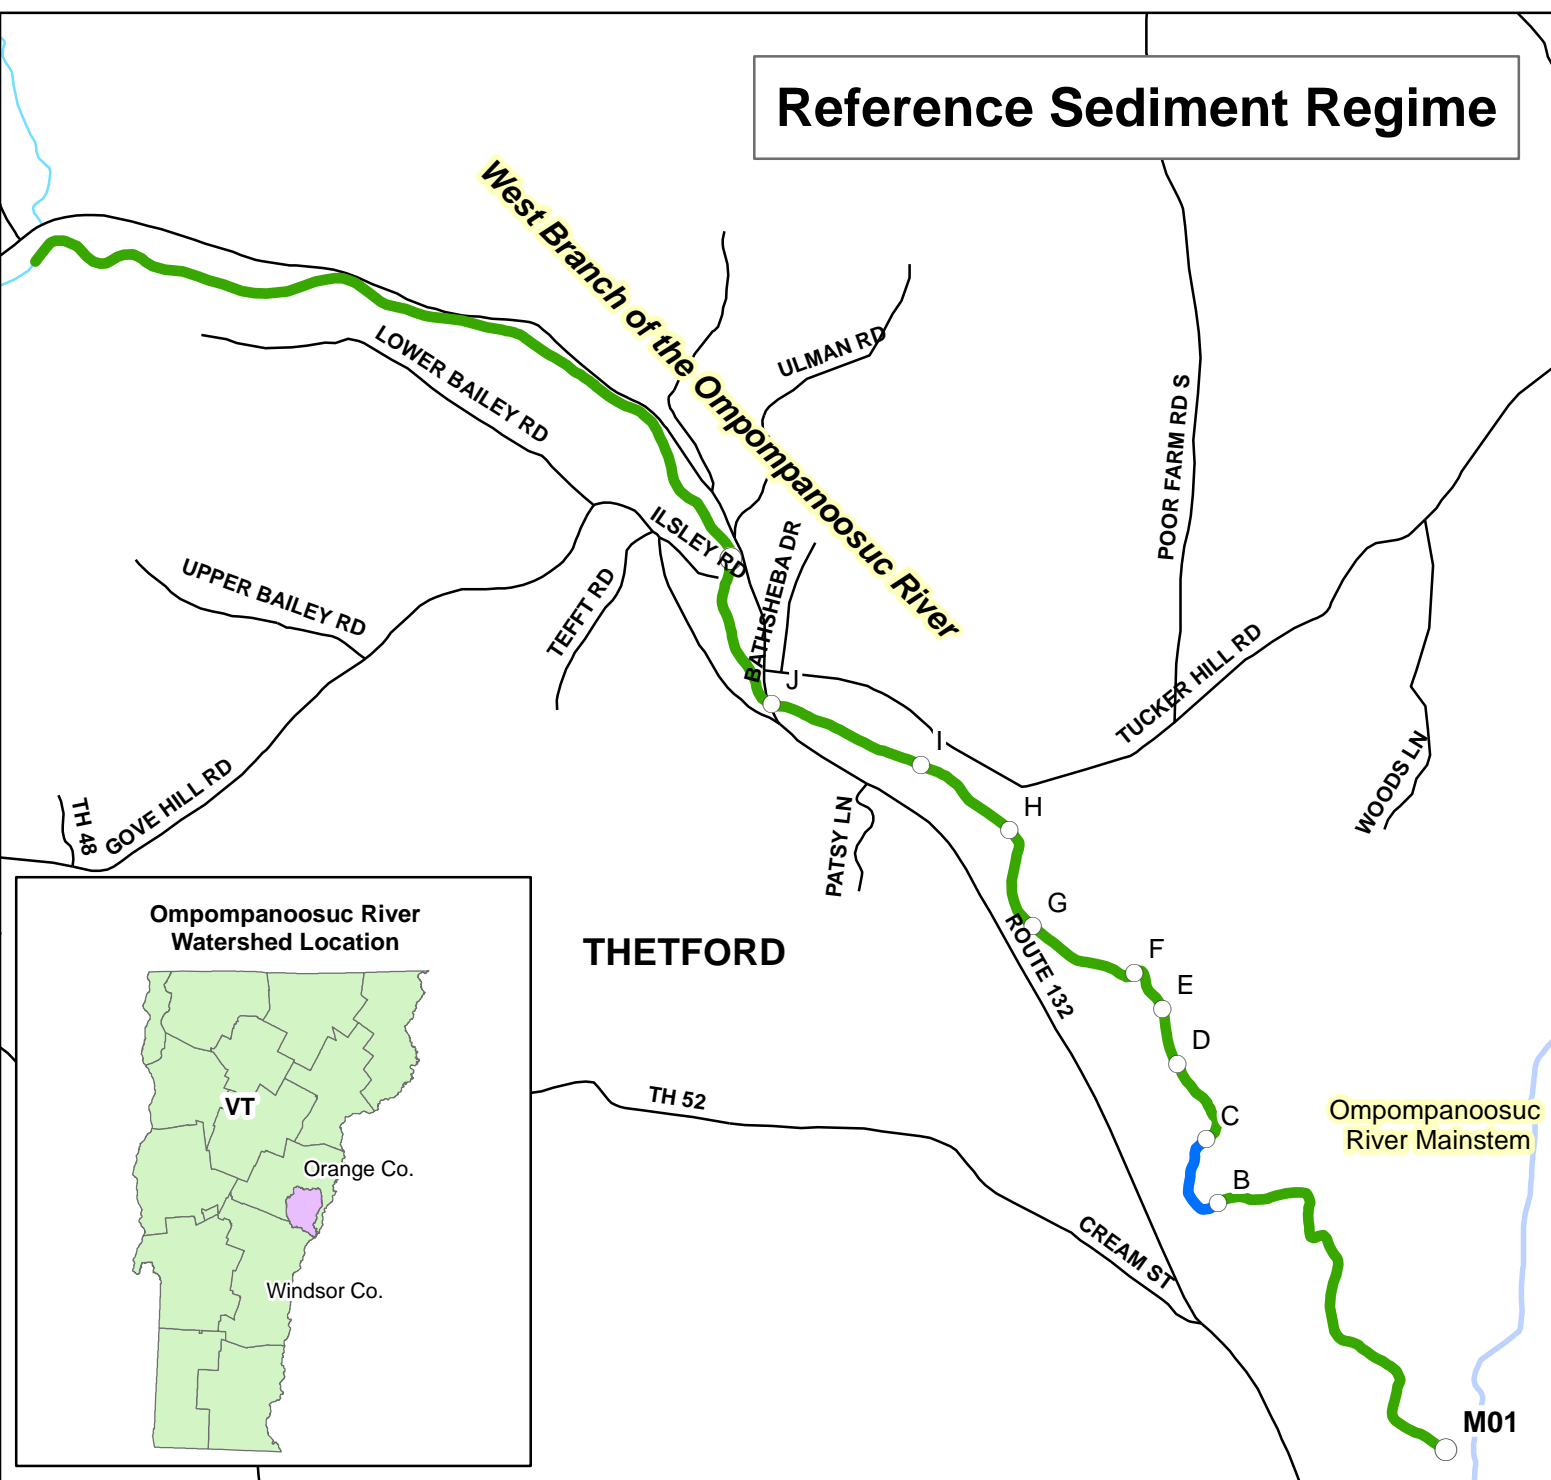 Reference Sediment Regime
West Branch of the Ompompanoosuc River
ULMAN RD
LOWER BAILEY RD
POOR FARM RD S
ILSLEY RD
BATHSHEBA DR
UPPER BAILEY RD
TEFFT RD
TUCKER HILL RD
J
I
WOODS LN
GOVE HILL RD
TH 48
PATSY LN
H
G
ROUTE 132
THETFORD
F
E
D
C
B
TH 52
CREAM ST
Ompompanoosuc
River Mainstem
M01
Ompompanoosuc River
Watershed Location
VT
Orange Co.
Windsor Co.